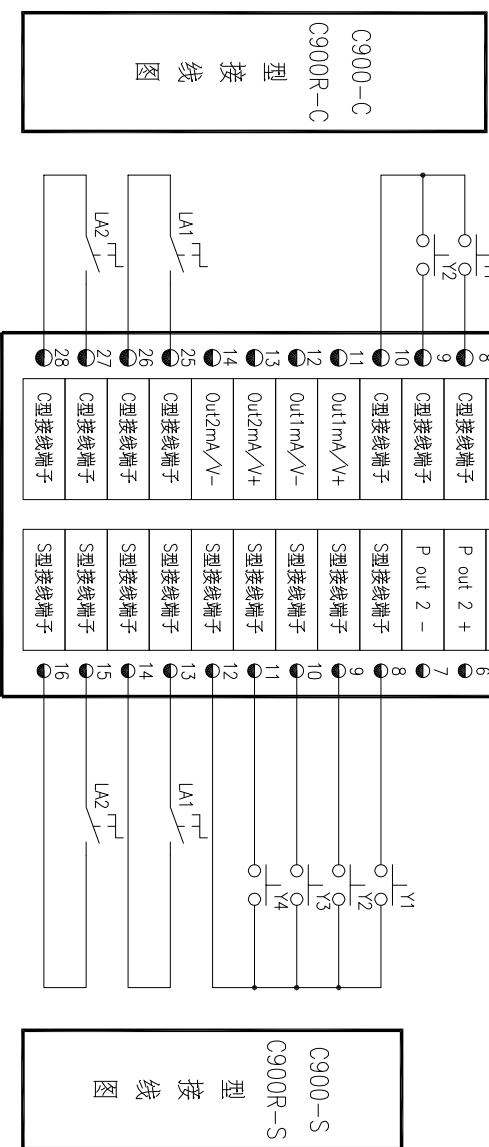 C900-C
C900R-C
型接线图
Y2
LA1
LA2
8
9
10
11
12
13
14
25
26
27
28
C型接线端子
C型接线端子
C型接线端子
Out1mA/V+
Out1mA/V-
Out2mA/V+
Out2mA/V-
C型接线端子
C型接线端子
C型接线端子
C型接线端子
P out 2 +
P out 2 -
S型接线端子
S型接线端子
S型接线端子
S型接线端子
S型接线端子
S型接线端子
S型接线端子
S型接线端子
S型接线端子
6
7
8
9
10
11
12
13
14
15
16
Y1
Y2
Y3
Y4
LA1
LA2
C900-S
C900R-S
型接线图